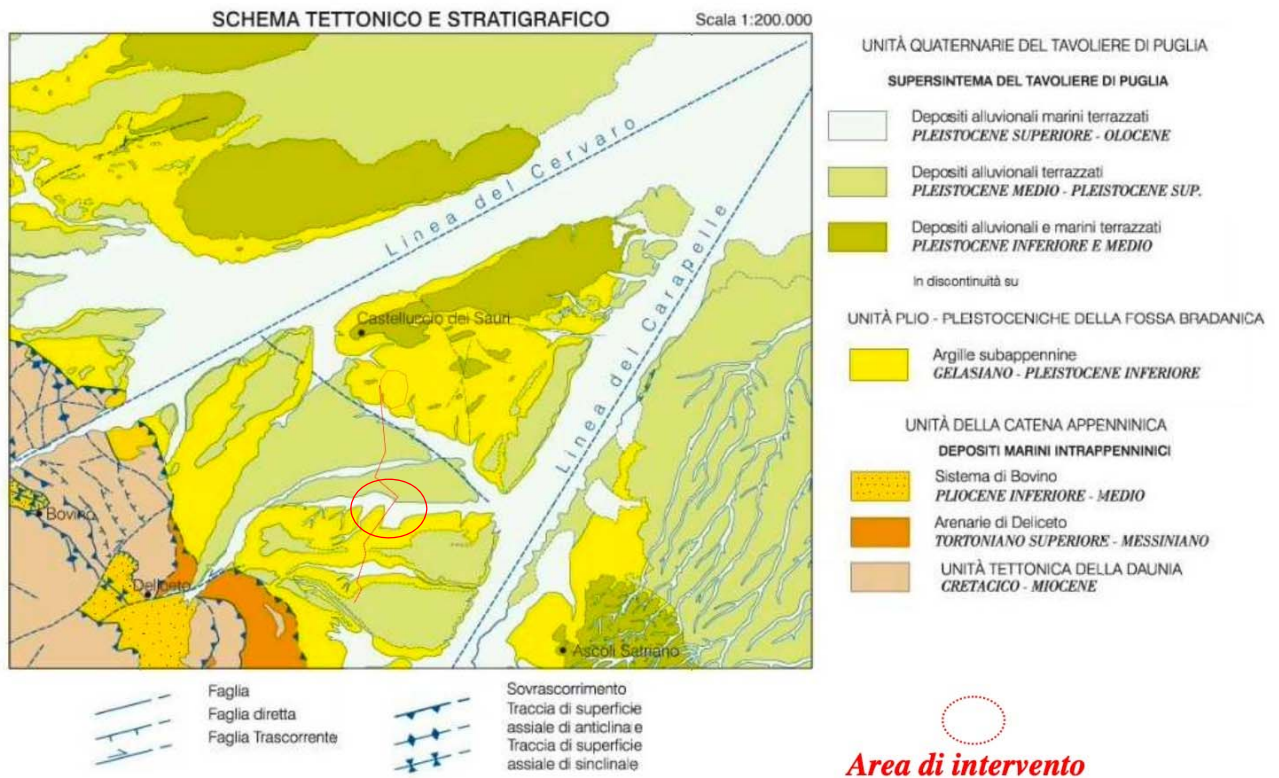 SCHEMA TETTONICO E STRATIGRAFICO
Scala 1:200.000
Linea del Cervaro
Linea del Carapelle
Castelluccio dei Sauri
Bovino
Deliceto
Ascoli Satriano
UNITÀ QUATERNARIE DEL TAVOLIERE DI PUGLIA
SUPERSINTEMA DEL TAVOLIERE DI PUGLIA
Depositi alluvionali marini terrazzati
PLEISTOCENE SUPERIORE - OLOCENE
Depositi alluvionali terrazzati
PLEISTOCENE MEDIO - PLEISTOCENE SUP.
Depositi alluvionali e marini terrazzati
PLEISTOCENE INFERIORE E MEDIO
In discontinuità su
UNITÀ PLIO - PLEISTOCENICHE DELLA FOSSA BRADANICA
Argille subappennine
GELASIANO - PLEISTOCENE INFERIORE
UNITÀ DELLA CATENA APPENNINICA
DEPOSITI MARINI INTRAPPENNINICI
Sistema di Bovino
PLIOCENE INFERIORE - MEDIO
Arenarie di Deliceto
TORTONIANO SUPERIORE - MESSINIANO
UNITÀ TETTONICA DELLA DAUNIA
CRETACICO - MIOCENE
Faglia
Faglia diretta
Faglia Trascorrente
Sovrascorrimento
Traccia di superficie
assiale di anticlinale
Traccia di superficie
assiale di sinclinale
Area di intervento